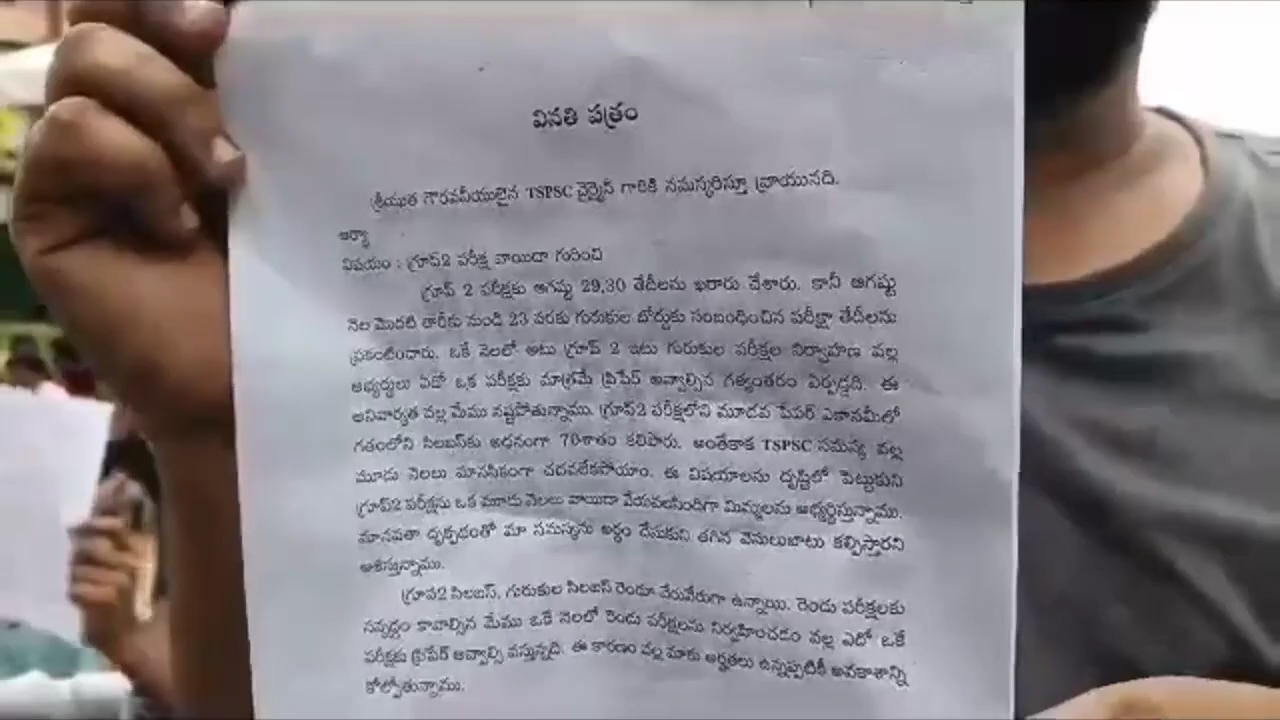 వినతి పత్రం
శ్రీయుత గౌరవనీయులైన TSPSC చైర్మైన్ గారికి నమస్కరిస్తూ వ్రాయునది.
ఆర్యా
విషయం : గ్రూప్2 పరీక్ష వాయిదా గురించి
గ్రూప్ 2 పరీక్షకు ఆగష్టు 29,30 తేదీలను ఖరారు చేశారు. కానీ ఆగష్టు
నెల మొదటి తారీకు నుండి 23 వరకు గురుకుల బోర్డుకు సంబంధించిన పరీక్షా తేదీలను
ప్రకటించారు. ఒకే నెలలో అటు గ్రూప్ 2 ఇటు గురుకుల పరీక్షల నిర్వాహణ వల్ల
అభ్యర్థులు ఏదో ఒక పరీక్షకు మాత్రమే ప్రిపేర్ అవ్వాల్సిన గత్యంతరం ఏర్పడ్డది. ఈ
అనివార్యత వల్ల మేము నష్టపోతున్నాము. గ్రూప్2 పరీక్షలోని మూడవ పేపర్ ఎకానమీలో
గతంలోని సిలబస్‌కు అధనంగా 70శాతం కలిపారు. అంతేకాక TSPSC సమస్య వల్ల
మూడు నెలలు మానసికంగా చదవలేకపోయాం. ఈ విషయాలను దృష్టిలో పెట్టుకుని
గ్రూప్2 పరీక్షను ఒక మూడు నెలలు వాయిదా వేయవలసిందిగా మిమ్మలను అభ్యర్థిస్తున్నాము.
మానవతా దృక్పధంతో మా సమస్యను అర్థం చేసుకుని తగిన వెసులుబాటు కల్పిస్తారని
ఆశిస్తున్నాము.
గ్రూప్2 సిలబస్, గురుకుల సిలబస్ రెండూ వేరువేరుగా ఉన్నాయి. రెండు పరీక్షలకు
సన్నద్ధం కావాల్సిన మేము ఒకే నెలలో రెండు పరీక్షలను నిర్వహించడం వల్ల ఎదో ఒకే
పరీక్షకు ప్రిపేర్ అవ్వాల్సి వస్తున్నది. ఈ కారణం వల్ల మాకు అర్హతలు ఉన్నప్పటికీ అవకాశాన్ని
కోల్పోతున్నాము.